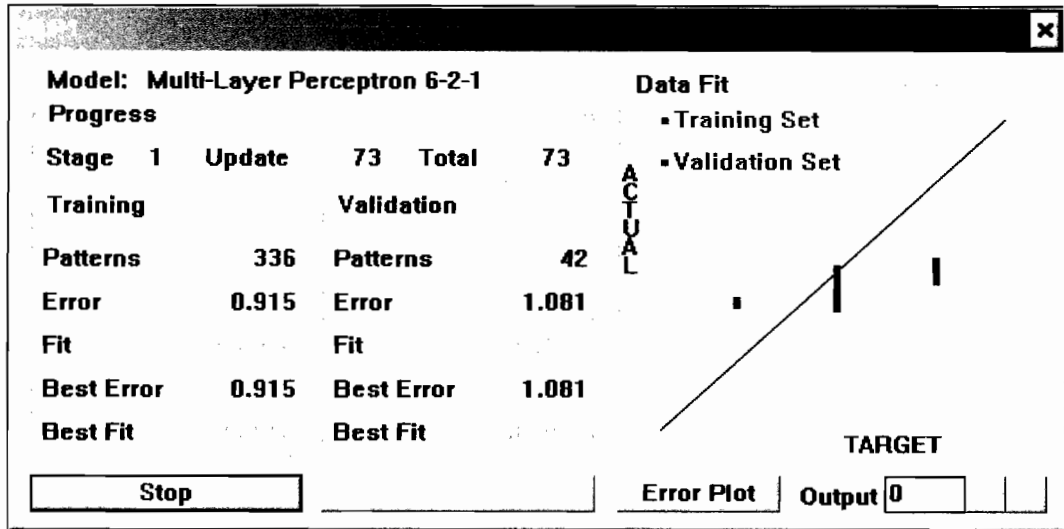 Model: Multi-Layer Perceptron 6-2-1
Progress
Stage 1 Update 73 Total 73
Training Validation
Patterns 336 Patterns 42
Error 0.915 Error 1.081
Fit Fit
Best Error 0.915 Best Error 1.081
Best Fit Best Fit
Stop
Data Fit
Training Set
Validation Set
ACTUAL
TARGET
Error Plot Output 0